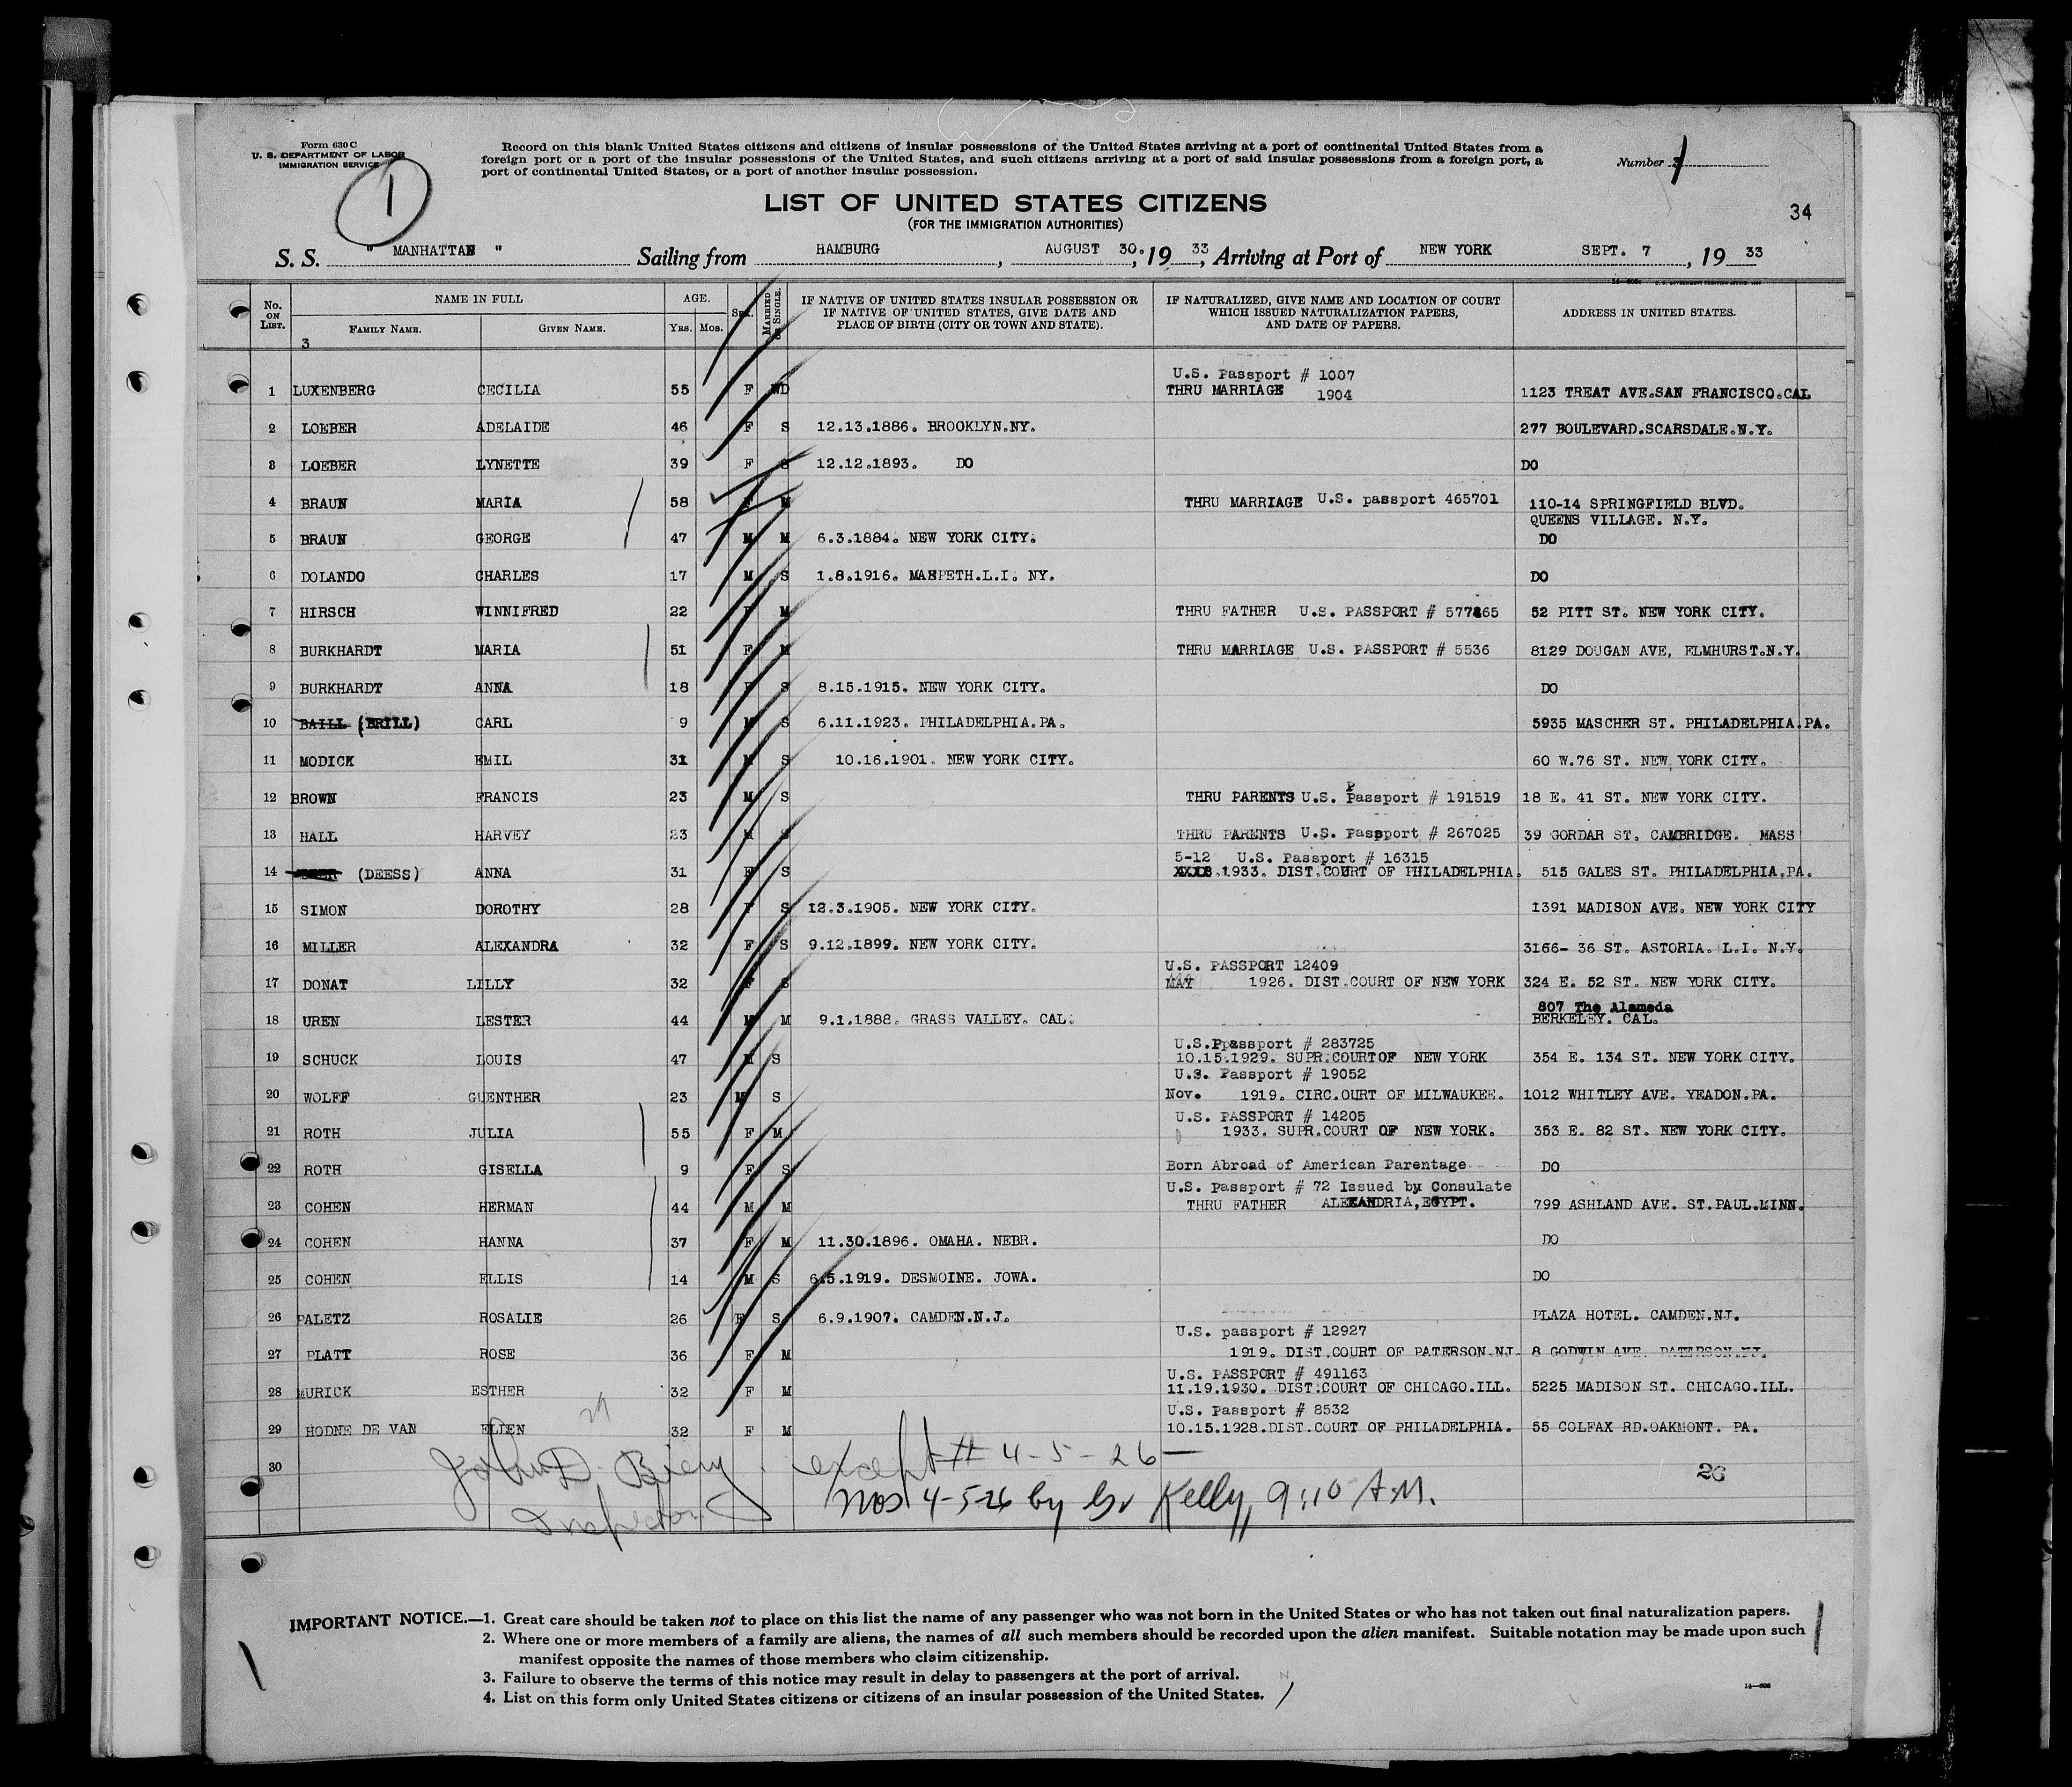 Form 630 C
U. S. DEPARTMENT OF LABOR
IMMIGRATION SERVICE
1
Record on this blank United States citizens and citizens of insular possessions of the United States arriving at a port of continental United States from a
foreign port or a port of the insular possessions of the United States, and such citizens arriving at a port of said insular possessions from a foreign port, a
port of continental United States, or a port of another insular possession.
Number
34
LIST OF UNITED STATES CITIZENS
(FOR THE IMMIGRATION AUTHORITIES)
S. S. " MANHATTAN " Sailing from HAMBURG, AUGUST 30., 19 33, Arriving at Port of NEW YORK SEPT. 7, 19 33
No. ON LIST. NAME IN FULL FAMILY NAME. GIVEN NAME. AGE. YRS. MOS. SEX. MARRIED OR SINGLE. IF NATIVE OF UNITED STATES INSULAR POSSESSION OR IF NATIVE OF UNITED STATES, GIVE DATE AND PLACE OF BIRTH (CITY OR TOWN AND STATE). IF NATURALIZED, GIVE NAME AND LOCATION OF COURT WHICH ISSUED NATURALIZATION PAPERS, AND DATE OF PAPERS. ADDRESS IN UNITED STATES.
3
U.S. Passport # 1007
1 LUXENBERG CECILIA 55 F WD THRU MARRIAGE 1904 1123 TREAT AVE.SAN FRANCISCO.CAL
2 LOEBER ADELAIDE 46 F S 12.13.1886. BROOKLYN.NY. 277 BOULEVARD.SCARSDALE.N.Y.
3 LOEBER LYNETTE 39 F S 12.12.1893. DO DO
4 BRAUN MARIA 58 F M THRU MARRIAGE U.S. passport 465701 110-14 SPRINGFIELD BLVD.
QUEENS VILLAGE. N.Y.
5 BRAUN GEORGE 47 M M 6.3.1884. NEW YORK CITY. DO
6 DOLANDO CHARLES 17 M S 1.8.1916. MASPETH.L.I. NY. DO
7 HIRSCH WINNIFRED 22 F M THRU FATHER U.S. PASSPORT # 577865 52 PITT ST. NEW YORK CITY.
8 BURKHARDT MARIA 51 F M THRU MARRIAGE U.S. PASSPORT # 5536 8129 DOUGAN AVE, ELMHURST.N.Y.
9 BURKHARDT ANNA 18 F S 8.15.1915. NEW YORK CITY. DO
10 BAILL (BRILL) CARL 9 M S 6.11.1923. PHILADELPHIA.PA. 5935 MASCHER ST. PHILADELPHIA.PA.
11 MODICK EMIL 31 M S 10.16.1901. NEW YORK CITY. 60 W.76 ST. NEW YORK CITY.
12 BROWN FRANCIS 23 M S THRU PARENTS U.S. Passport # 191519 18 E. 41 ST. NEW YORK CITY.
13 HALL HARVEY 23 M S THRU PARENTS U.S. Passport # 267025 39 GORDAR ST. CAMBRIDGE. MASS
5-12 U.S. Passport # 16315
14 (DEESS) ANNA 31 F S 1933. DIST.COURT OF PHILADELPHIA. 515 GALES ST. PHILADELPHIA.PA.
15 SIMON DOROTHY 28 F S 12.3.1905. NEW YORK CITY. 1391 MADISON AVE. NEW YORK CITY
16 MILLER ALEXANDRA 32 F S 9.12.1899. NEW YORK CITY. 3166- 36 ST. ASTORIA. L.I. N.Y.
U.S. PASSPORT 12409
17 DONAT LILLY 32 F S MAY 1926. DIST.COURT OF NEW YORK 324 E. 52 ST. NEW YORK CITY.
807 The Alameda
18 UREN LESTER 44 M M 9.1.1888. GRASS VALLEY. CAL. BERKELEY. CAL.
U.S.Ppassport # 283725
19 SCHUCK LOUIS 47 M S 10.15.1929. SUPR.COURT OF NEW YORK 354 E. 134 ST. NEW YORK CITY.
U.S. Passport # 19052
20 WOLFF GUENTHER 23 M S Nov. 1919. CIRC.OURT OF MILWAUKEE. 1012 WHITLEY AVE. YEADON.PA.
U.S. PASSPORT # 14205
21 ROTH JULIA 55 F M 1933. SUPR.COURT OF NEW YORK. 353 E. 82 ST. NEW YORK CITY.
22 ROTH GISELLA 9 F S Born Abroad of American Parentage DO
U.S. Passport # 72 Issued by Consulate
23 COHEN HERMAN 44 M M THRU FATHER ALEXANDRIA,EGYPT. 799 ASHLAND AVE. ST.PAUL.MINN.
24 COHEN HANNA 37 F M 11.30.1896. OMAHA. NEBR. DO
25 COHEN ELLIS 14 M S 6.5.1919. DESMOINE. JOWA. DO
26 PALETZ ROSALIE 26 F S 6.9.1907. CAMDEN.N.J. PLAZA HOTEL. CAMDEN.NJ.
U.S. passport # 12927
27 PLATT ROSE 36 F M 1919. DIST.COURT OF PATERSON.NJ. 8 GODWIN AVE. PATERSON.NJ.
U.S. PASSPORT # 491163
28 MURICK ESTHER 32 F M 11.19.1930. DIST.COURT OF CHICAGO.ILL. 5225 MADISON ST. CHICAGO.ILL.
U.S. Passport # 8532
29 HODNE DE VAN ELIEN 32 F M 10.15.1928.DIST.COURT OF PHILADELPHIA. 55 COLFAX RD.OAKMONT. PA.
30 John D. except # 4-5-26 26
Inspector nos 4-5-26 by Kelly, 9:10 A.M.
IMPORTANT NOTICE.—1. Great care should be taken not to place on this list the name of any passenger who was not born in the United States or who has not taken out final naturalization papers.
2. Where one or more members of a family are aliens, the names of all such members should be recorded upon the alien manifest. Suitable notation may be made upon such
manifest opposite the names of those members who claim citizenship.
3. Failure to observe the terms of this notice may result in delay to passengers at the port of arrival.
4. List on this form only United States citizens or citizens of an insular possession of the United States.
14—608